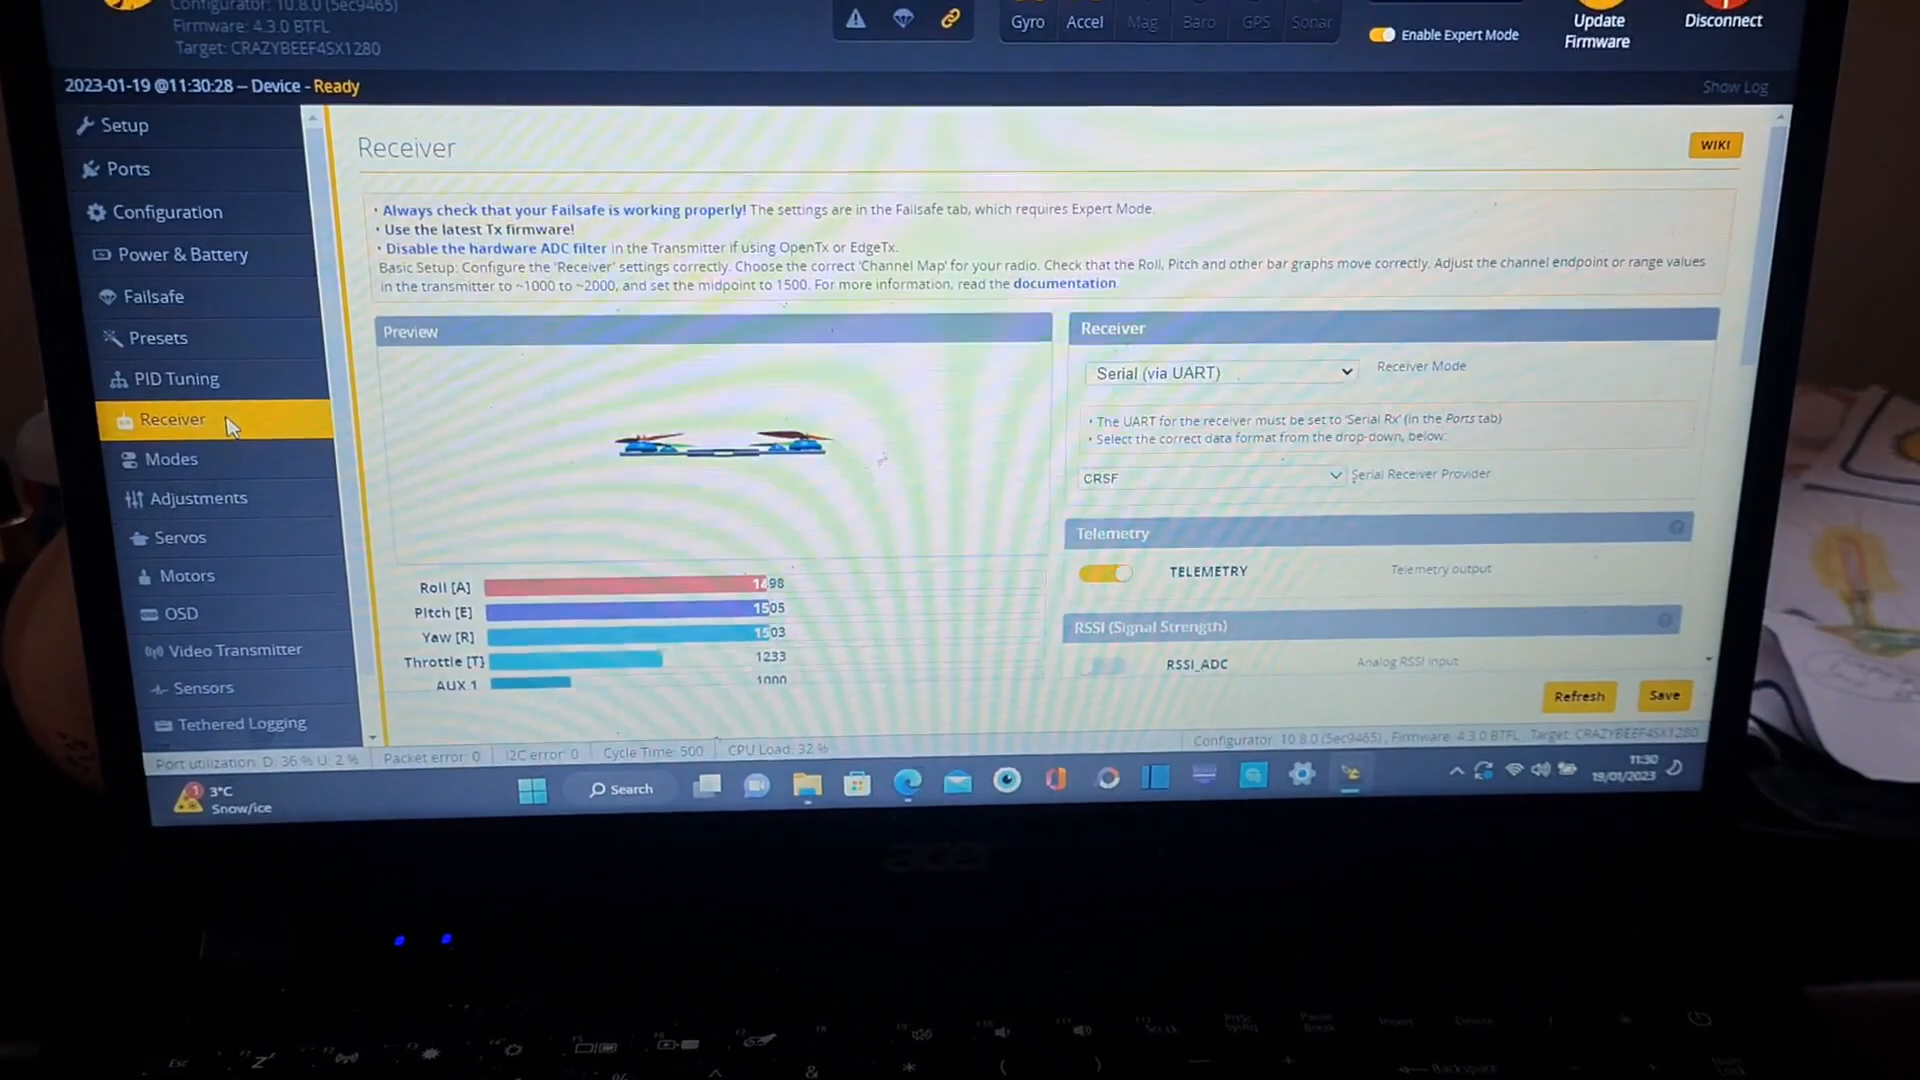 Configurator: 10.8.0 (5ec9465)
Firmware: 4.3.0 BTFL
Target: CRAZYBEEF4SX1280
Gyro
Accel
Mag
Baro
GPS
Sonar
Enable Expert Mode
Update
Firmware
Disconnect
2023-01-19 @11:30:28 -- Device - Ready
Show Log
Setup
Ports
Configuration
Power & Battery
Failsafe
Presets
PID Tuning
Receiver
Modes
Adjustments
Servos
Motors
OSD
Video Transmitter
Sensors
Tethered Logging
Receiver
WIKI
• Always check that your Failsafe is working properly! The settings are in the Failsafe tab, which requires Expert Mode.
• Use the latest Tx firmware!
• Disable the hardware ADC filter in the Transmitter if using OpenTx or EdgeTx.
Basic Setup: Configure the 'Receiver' settings correctly. Choose the correct 'Channel Map' for your radio. Check that the Roll, Pitch and other bar graphs move correctly. Adjust the channel endpoint or range values
in the transmitter to ~1000 to ~2000, and set the midpoint to 1500. For more information, read the documentation.
Preview
Roll [A] 1498
Pitch [E] 1505
Yaw [R] 1503
Throttle [T] 1233
AUX 1 1000
Receiver
Serial (via UART) Receiver Mode
• The UART for the receiver must be set to 'Serial Rx' (in the Ports tab)
• Select the correct data format from the drop-down, below:
CRSF Serial Receiver Provider
Telemetry
TELEMETRY Telemetry output
RSSI (Signal Strength)
RSSI_ADC Analog RSSI input
Refresh
Save
Port utilization: D: 36 % U: 2 %
Packet error: 0
I2C error: 0
Cycle Time: 500
CPU Load: 32 %
Configurator: 10.8.0 (5ec9465), Firmware: 4.3.0 BTFL, Target: CRAZYBEEF4SX1280
1
3°C
Snow/ice
Search
11:30
19/01/2023
acer
Esc
Backspace